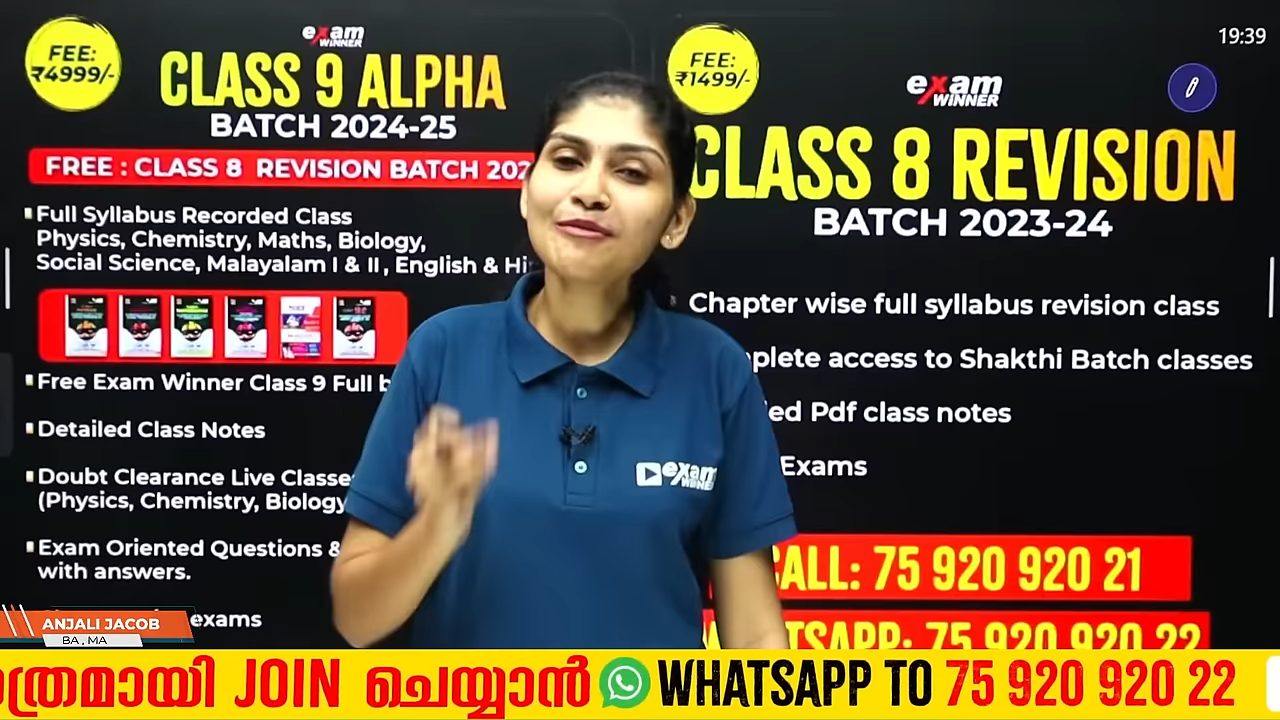 FEE:
₹4999/-
exam
WINNER
CLASS 9 ALPHA
BATCH 2024-25
FREE : CLASS 8 REVISION BATCH
Full Syllabus Recorded Class
Physics, Chemistry, Maths, Biology,
Social Science, Malayalam I & II, English &
Free Exam Winner Class 9 Full
Detailed Class Notes
Doubt Clearance Live
(Physics, Chemistry, Biology
Exam Oriented Questions &
with answers.
exams
FEE:
₹1499/-
19:39
exam
WINNER
CLASS 8 REVISION
BATCH 2023-24
Chapter wise full syllabus revision class
access to Shakthi Batch classes
Pdf class notes
Exams
CALL: 75 920 920 21
WHATSAPP: 75 920 920 22
exam
WINNER
ANJALI JACOB
BA , MA
JOIN ചെയ്യാൻ WHATSAPP TO 75 920 920 22